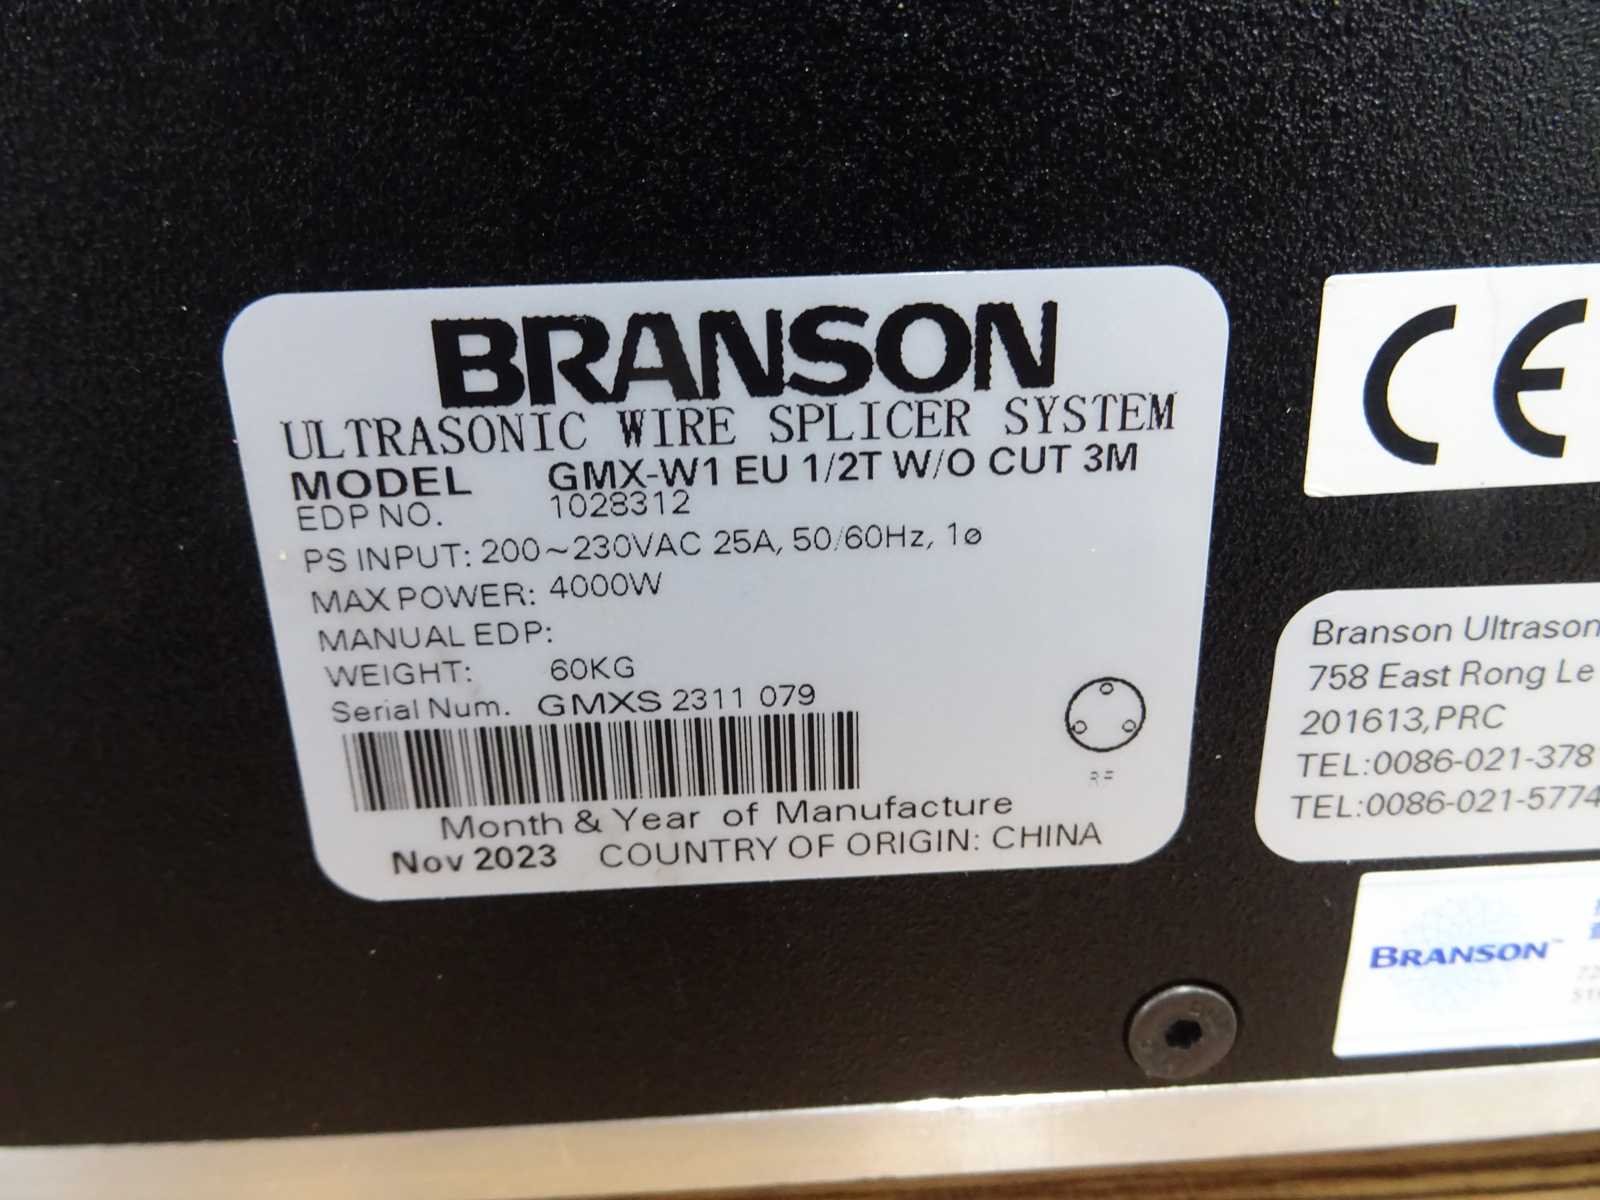 BRANSON
ULTRASONIC WIRE SPLICER SYSTEM
MODEL GMX-W1 EU 1/2T W/O CUT 3M
EDP NO. 1028312
PS INPUT: 200~230VAC 25A, 50/60Hz, 1ø
MAX POWER: 4000W
MANUAL EDP:
WEIGHT: 60KG
Serial Num. GMXS 2311 079
RF
Month & Year of Manufacture
Nov 2023 COUNTRY OF ORIGIN: CHINA
CE
Branson Ultrason
758 East Rong Le
201613,PRC
TEL:0086-021-378
TEL:0086-021-5774
BRANSON™